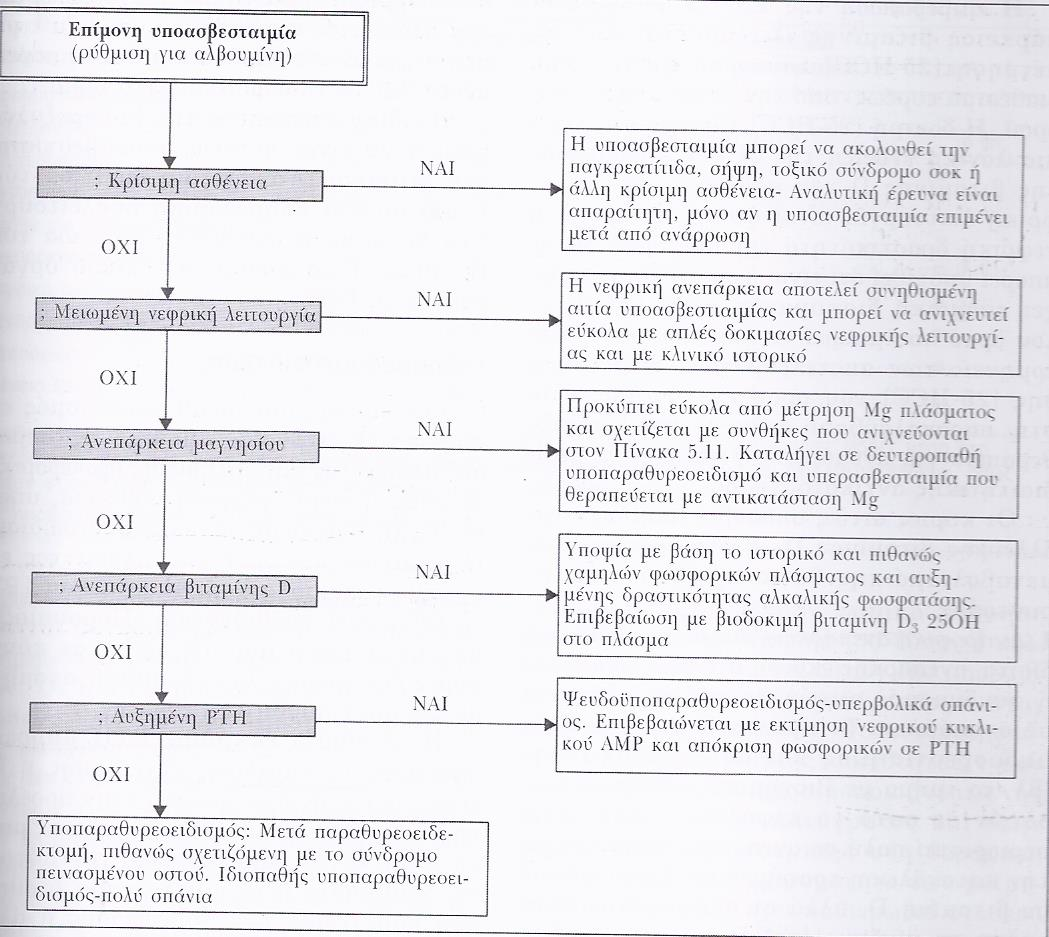 Επίμονη υποασβεσταιμία
(ρύθμιση για αλβουμίνη)
; Κρίσιμη ασθένεια
ΝΑΙ
Η υποασβεσταιμία μπορεί να ακολουθεί την
παγκρεατίτιδα, σήψη, τοξικό σύνδρομο σοκ ή
άλλη κρίσιμη ασθένεια- Αναλυτική έρευνα είναι
απαραίτητη, μόνο αν η υποασβεσταιμία επιμένει
μετά από ανάρρωση
ΟΧΙ
; Μειωμένη νεφρική λειτουργία
ΝΑΙ
Η νεφρική ανεπάρκεια αποτελεί συνηθισμένη
αιτία υποασβεστιαιμίας και μπορεί να ανιχνευτεί
εύκολα με απλές δοκιμασίες νεφρικής λειτουργί-
ας και με κλινικό ιστορικό
ΟΧΙ
; Ανεπάρκεια μαγνησίου
ΝΑΙ
Προκύπτει εύκολα από μέτρηση Mg πλάσματος
και σχετίζεται με συνθήκες που ανιχνεύονται
στον Πίνακα 5.11. Καταλήγει σε δευτεροπαθή
υποπαραθυρεοειδισμό και υπερασβεσταιμία που
θεραπεύεται με αντικατάσταση Mg
ΟΧΙ
; Ανεπάρκεια βιταμίνης D
ΝΑΙ
Υποψία με βάση το ιστορικό και πιθανώς
χαμηλών φωσφορικών πλάσματος και αυξη-
μένης δραστικότητας αλκαλικής φωσφατάσης.
Επιβεβαίωση με βιοδοκιμή βιταμίνη D₃ 25OH
στο πλάσμα
ΟΧΙ
; Αυξημένη PTH
ΝΑΙ
Ψευδοϋποπαραθυρεοειδισμός-υπερβολικά σπάνι-
ος. Επιβεβαιώνεται με εκτίμηση νεφρικού κυκλι-
κού AMP και απόκριση φωσφορικών σε PTH
ΟΧΙ
Υποπαραθυρεοειδισμός: Μετά παραθυρεοειδε-
κτομή, πιθανώς σχετιζόμενη με το σύνδρομο
πεινασμένου οστού. Ιδιοπαθής υποπαραθυρεοει-
δισμός-πολύ σπάνια